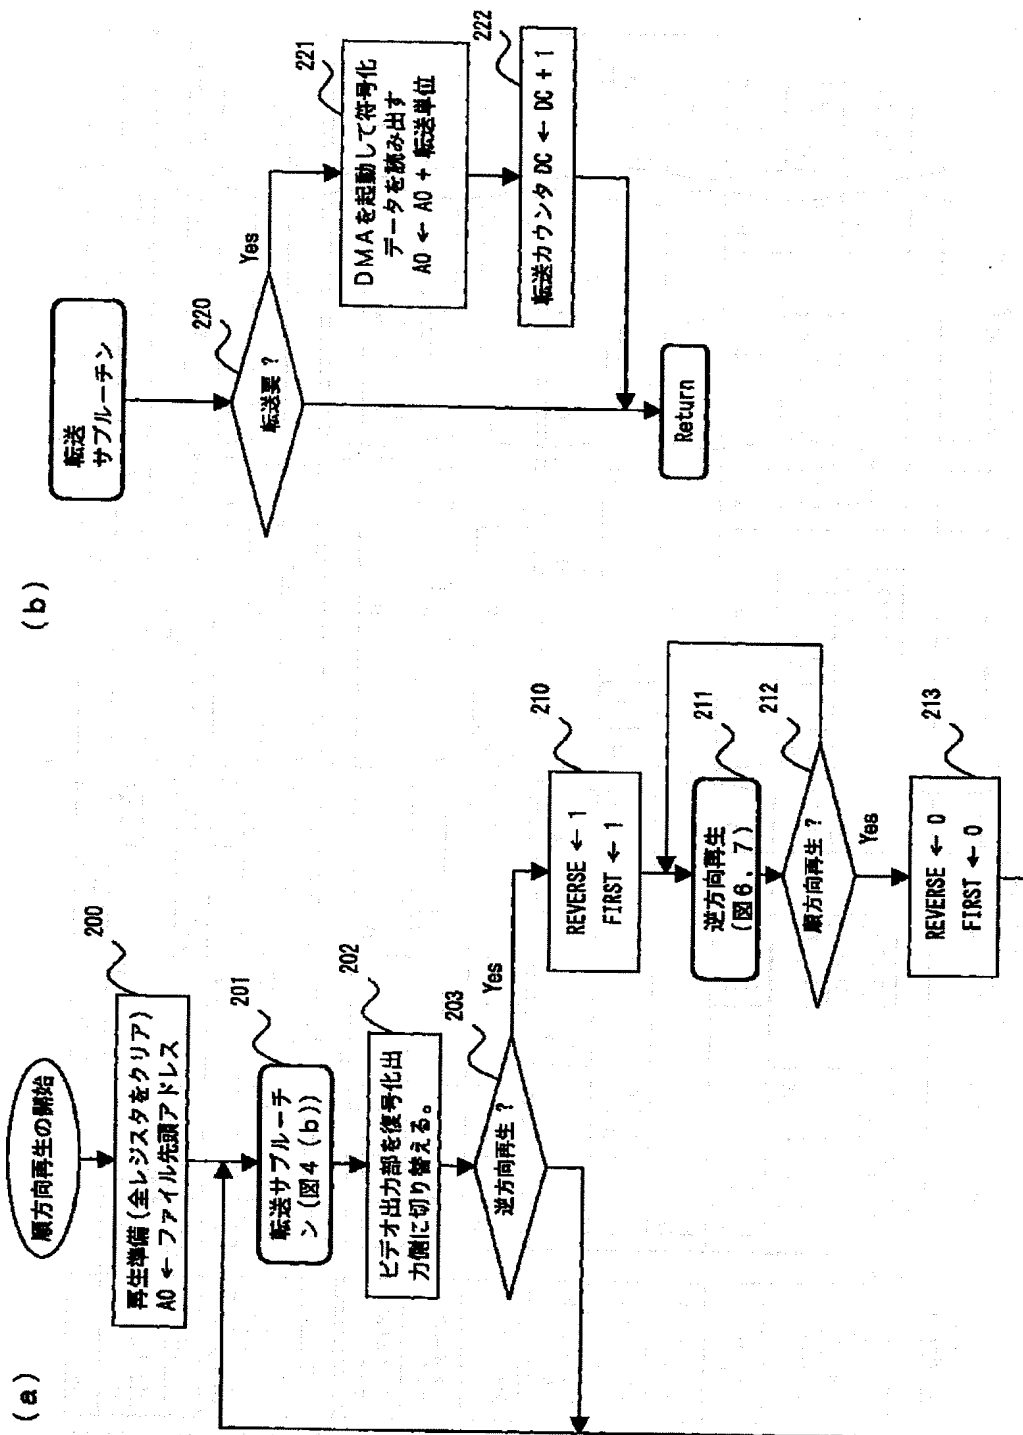 (a)
順方向再生の開始
200
再生準備(全レジスタをクリア)
A0 ← ファイル先頭アドレス
201
転送サブルーチ
ン(図4(b))
202
ビデオ出力部を復号化出
力側に切り替える。
203
逆方向再生?
Yes
210
REVERSE ← 1
FIRST ← 1
211
逆方向再生
(図6、7)
212
順方向再生?
Yes
213
REVERSE ← 0
FIRST ← 0
(b)
転送
サブルーチン
220
転送要?
Yes
221
DMAを起動して符号化
データを読み出す
A0 ← A0 + 転送単位
222
転送カウンタ DC ← DC + 1
Return